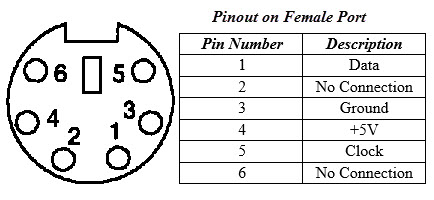 Pinout on Female Port
Pin Number Description
1 Data
2 No Connection
3 Ground
4 +5V
5 Clock
6 No Connection
6 5
4 3
2 1